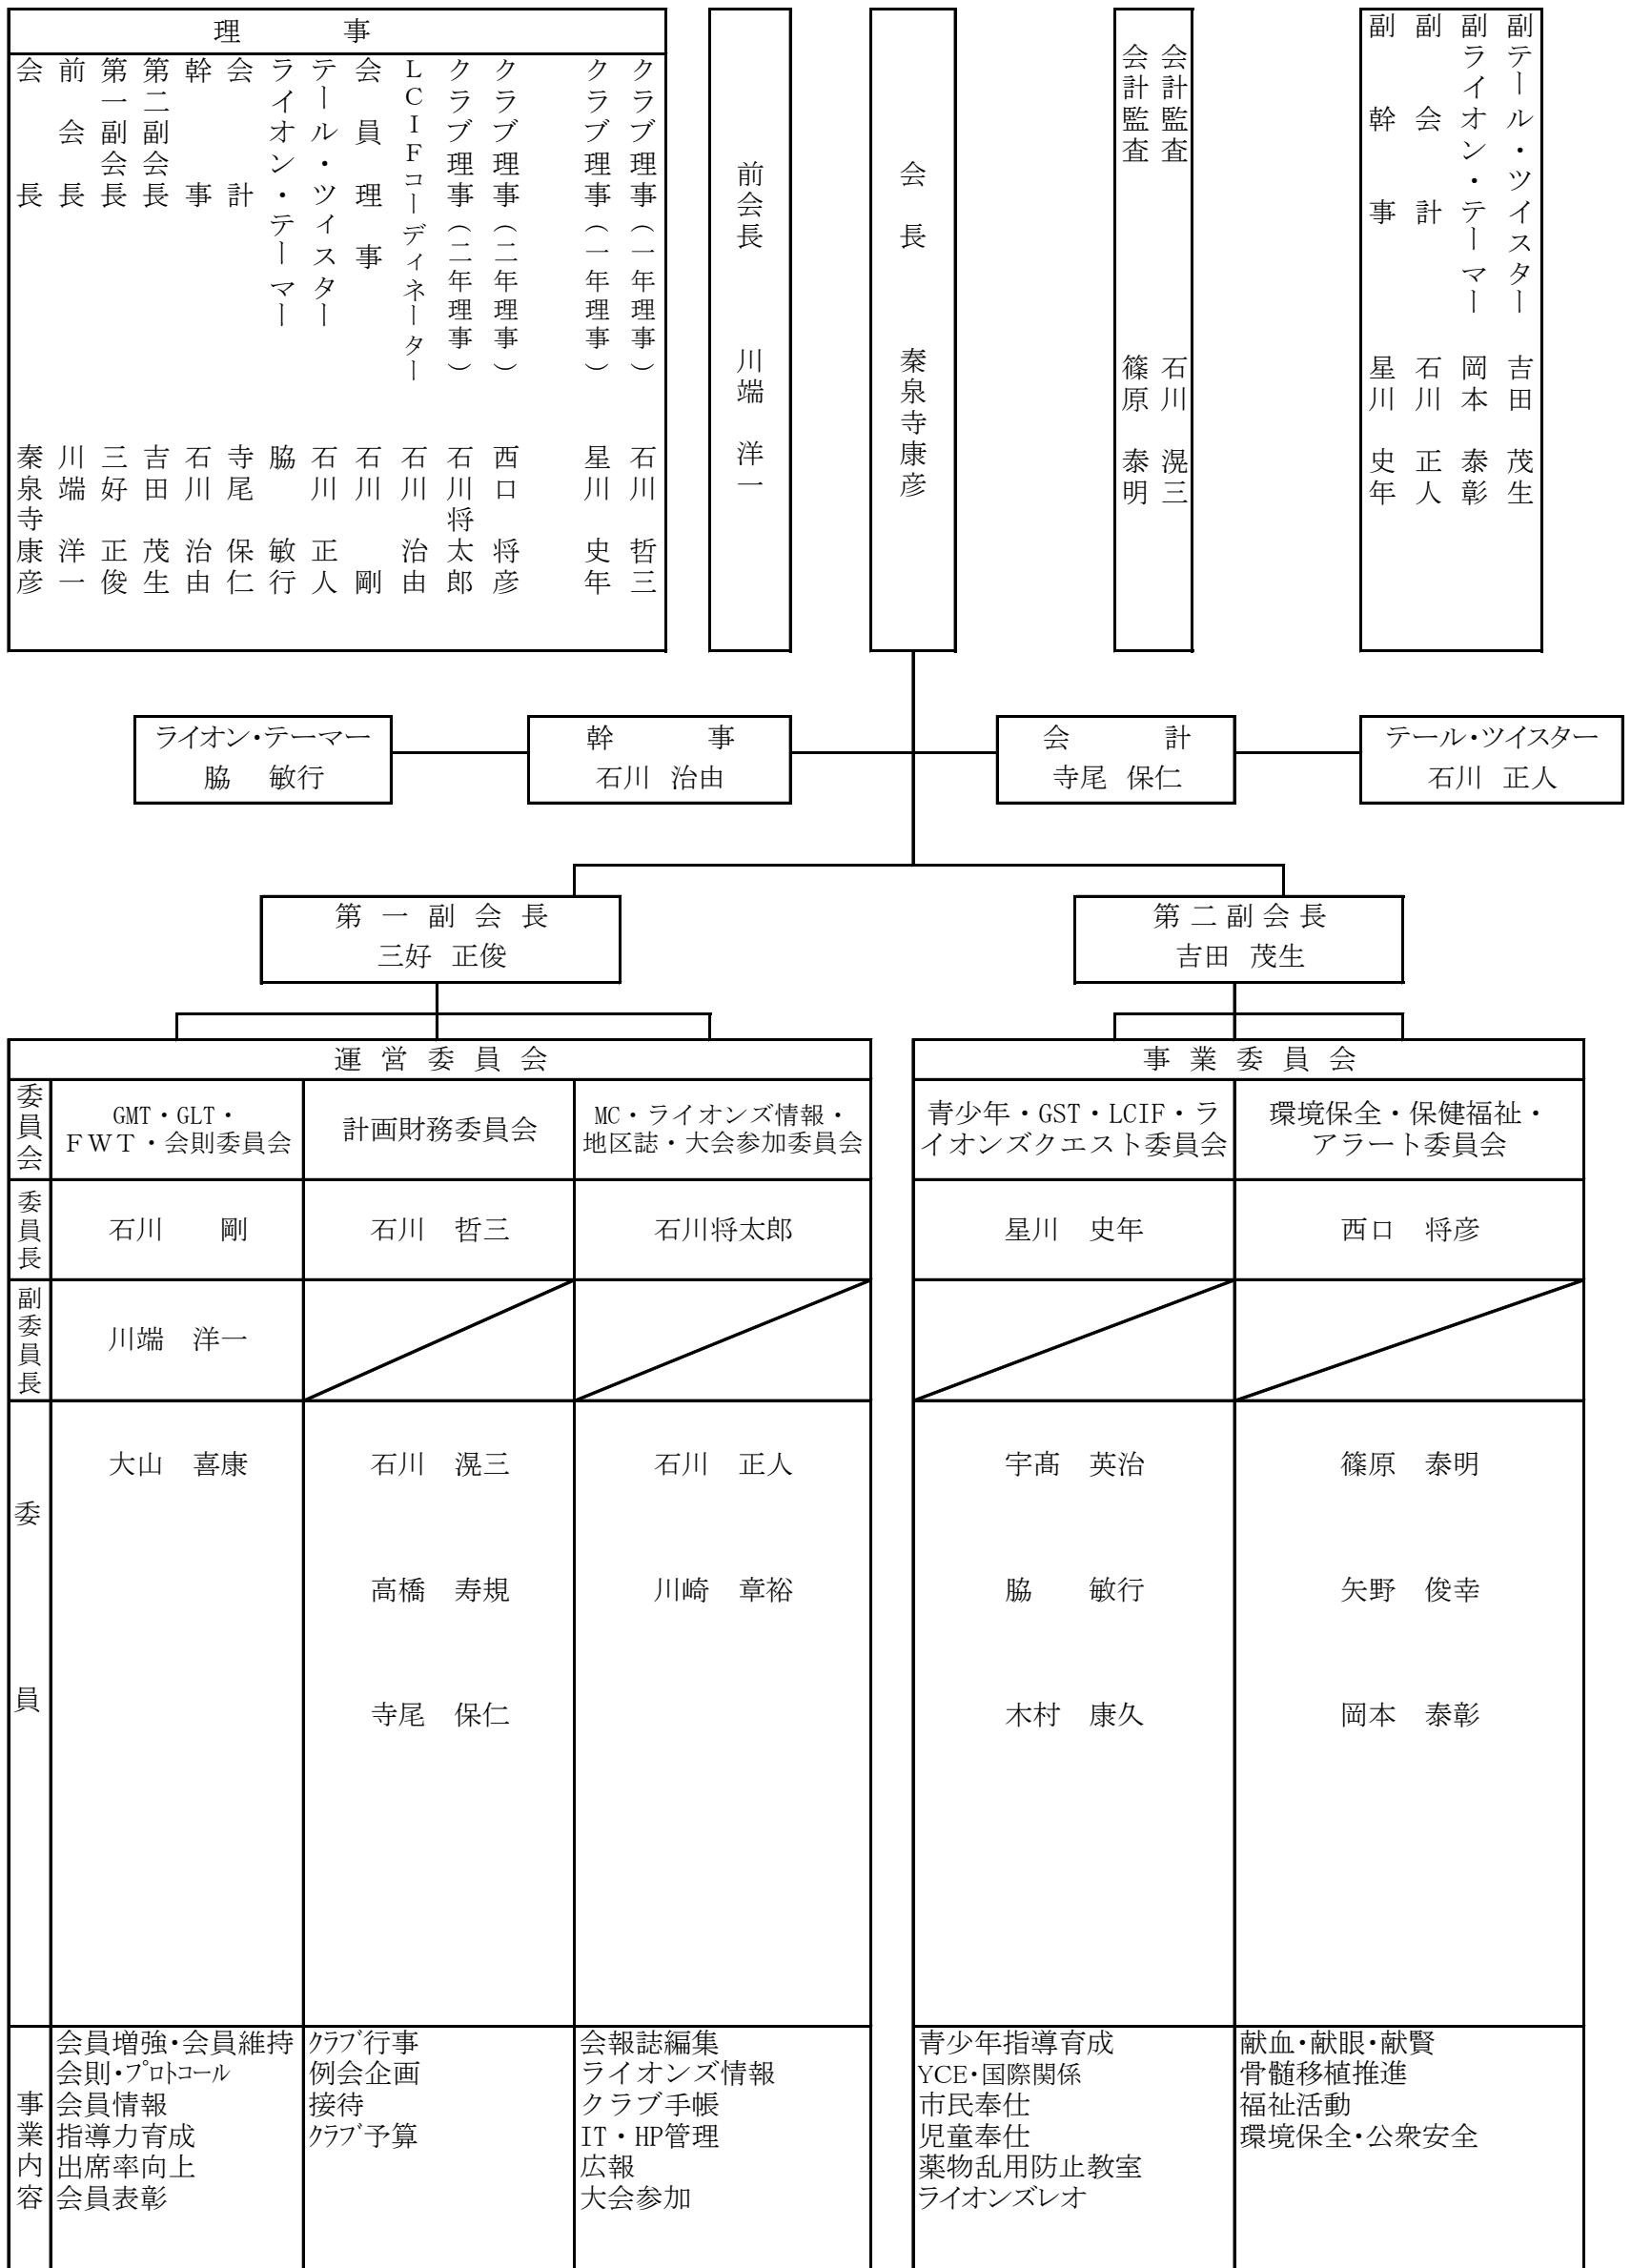 理　事
会長　秦泉寺康彦
前会長　川端 洋一
第一副会長　三好 正俊
第二副会長　吉田 茂生
幹事　石川 治由
会計　寺尾 保仁
ライオン・テーマー　脇 敏行
テール・ツィスター　石川 正人
会員理事　石川 剛
LCIFコーディネーター　石川 治由
クラブ理事（二年理事）　石川将太郎
クラブ理事（二年理事）　西口 将彦
クラブ理事（一年理事）　星川 史年
クラブ理事（一年理事）　石川 哲三
前会長　川端 洋一
会長　秦泉寺康彦
会計監査　篠原 泰明
会計監査　石川 滉三
副幹事　星川 史年
副会計　石川 正人
副ライオン・テーマー　岡本 泰彰
副テール・ツイスター　吉田 茂生
ライオン・テーマー
脇 敏行
幹事
石川 治由
会計
寺尾 保仁
テール・ツイスター
石川 正人
第一副会長
三好 正俊
第二副会長
吉田 茂生
運営委員会
委員会
GMT・GLT・
ＦＷＴ・会則委員会
計画財務委員会
MC・ライオンズ情報・
地区誌・大会参加委員会
委員長
石川 剛
石川 哲三
石川将太郎
副委員長
川端 洋一
委員
大山 喜康
石川 滉三
石川 正人
高橋 寿規
川崎 章裕
寺尾 保仁
事業内容
会員増強・会員維持
会則・プロトコール
会員情報
指導力育成
出席率向上
会員表彰
クラブ行事
例会企画
接待
クラブ予算
会報誌編集
ライオンズ情報
クラブ手帳
IT・HP管理
広報
大会参加
事業委員会
青少年・GST・LCIF・ラ
イオンズクエスト委員会
環境保全・保健福祉・
アラート委員会
星川 史年
西口 将彦
宇髙 英治
篠原 泰明
脇 敏行
矢野 俊幸
木村 康久
岡本 泰彰
青少年指導育成
YCE・国際関係
市民奉仕
児童奉仕
薬物乱用防止教室
ライオンズレオ
献血・献眼・献腎
骨髄移植推進
福祉活動
環境保全・公衆安全